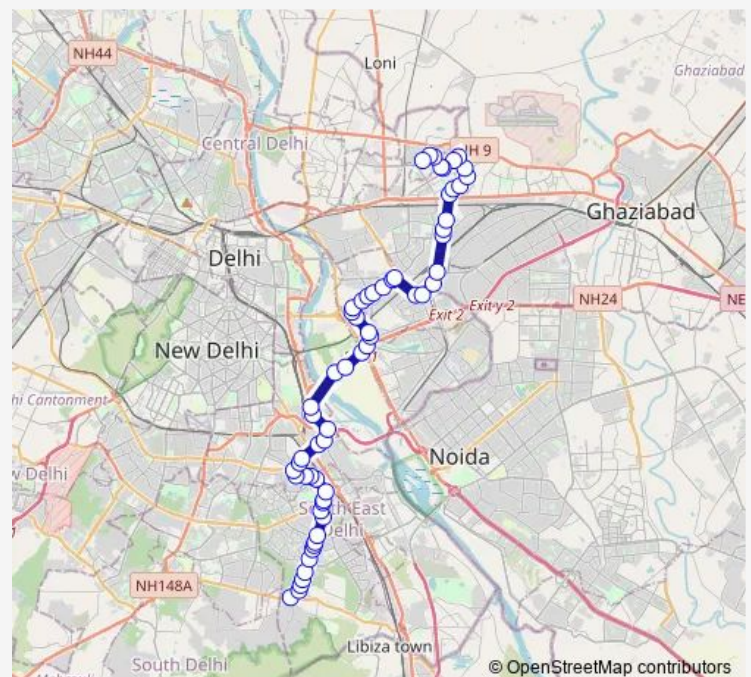 NH44
Loni
Ghaziabad
Central Delhi
NH 9
Ghaziabad
Delhi
NH24
NE
Exit 2
Exit y 2
New Delhi
hi Cantonment
Noida
w Delhi
South East
Delhi
NH148A
Libiza town
South Delhi
© OpenStreetMap contributors